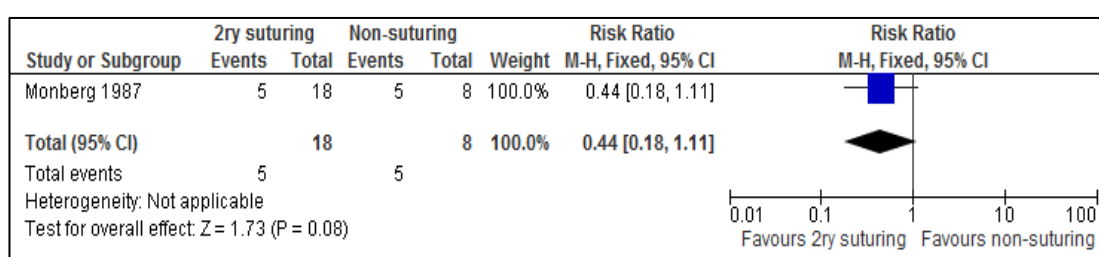 2ry suturing Non-suturing Risk Ratio Risk Ratio
Study or Subgroup Events Total Events Total Weight M-H, Fixed, 95% CI M-H, Fixed, 95% CI
Monberg 1987 5 18 5 8 100.0% 0.44 [0.18, 1.11]
Total (95% CI) 18 8 100.0% 0.44 [0.18, 1.11]
Total events 5 5
Heterogeneity: Not applicable
Test for overall effect: Z = 1.73 (P = 0.08)
0.01 0.1 1 10 100
Favours 2ry suturing Favours non-suturing